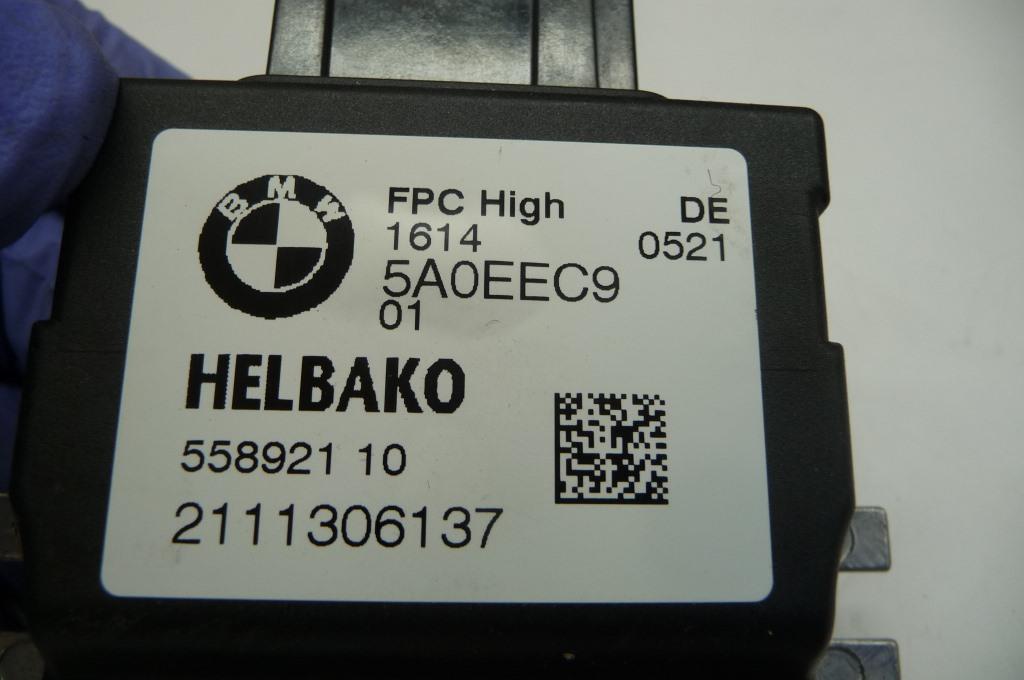 BMW
FPC High DE
1614 0521
5A0EEC9
01
HELBAKO
558921 10
2111306137